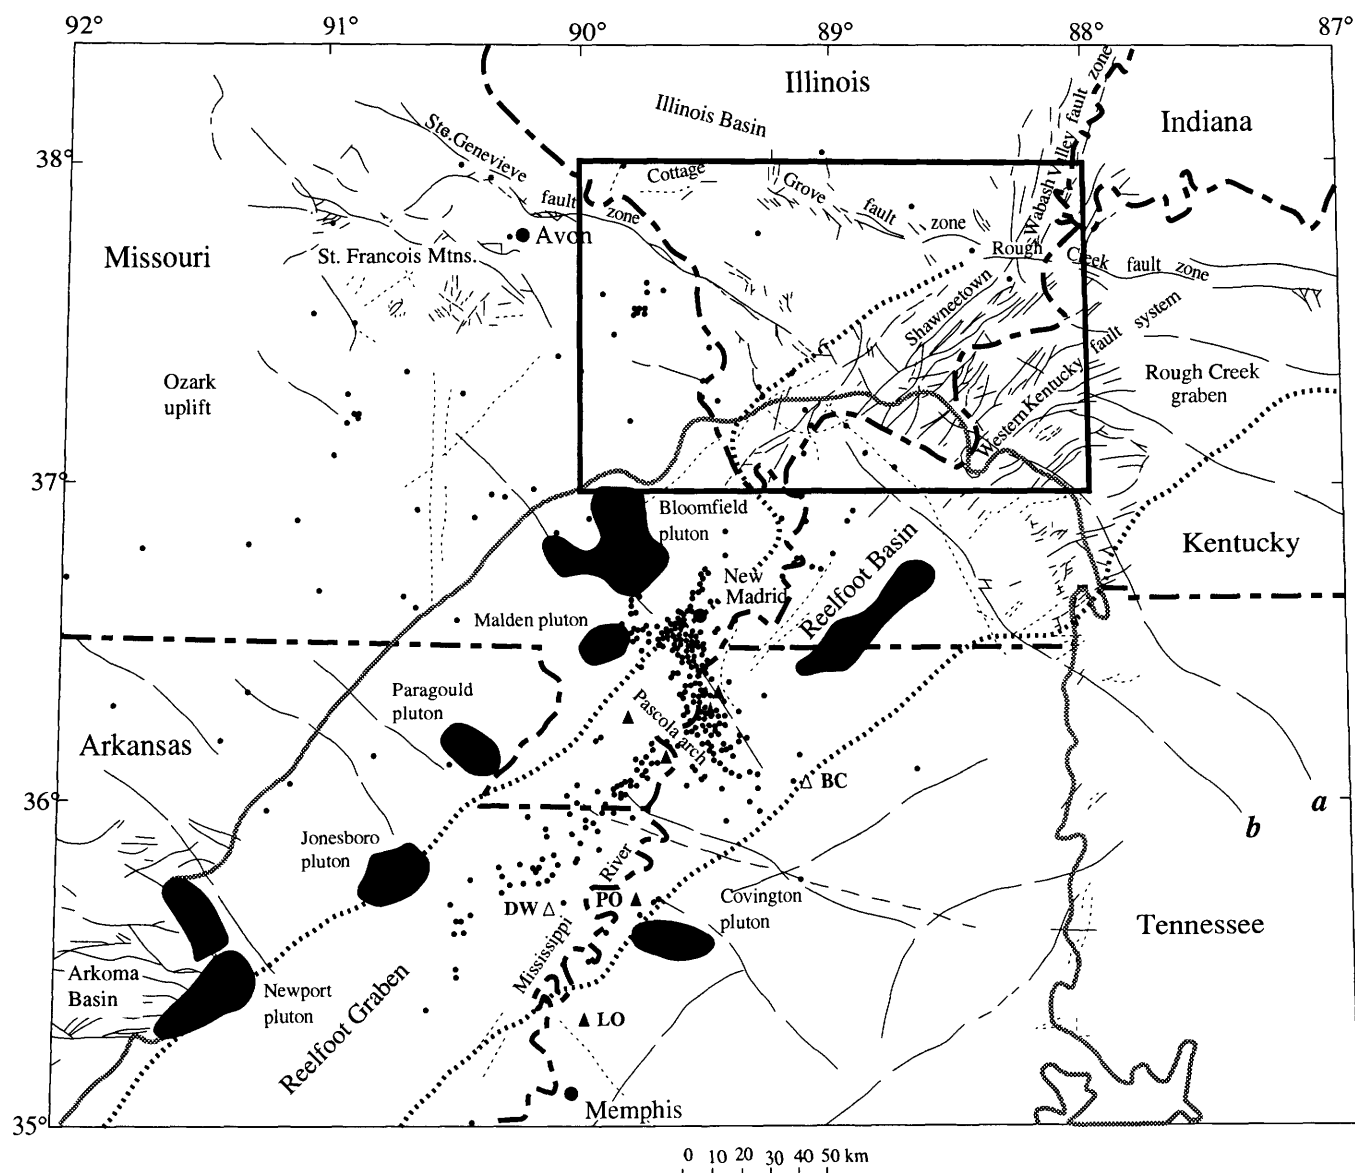 92°
91°
90°
89°
88°
87°
Illinois
Illinois Basin
Indiana
Wabash Valley fault zone
38°
Ste. Genevieve
fault
zone
Cottage
Grove
fault
zone
Avon
Missouri
St. Francois Mtns.
Rough
Creek fault zone
Shawneetown
Western Kentucky fault system
Rough Creek
graben
Ozark
uplift
37°
Bloomfield
pluton
Kentucky
New
Madrid
Reelfoot Basin
Malden pluton
Paragould
pluton
Pascola arch
Arkansas
BC
36°
a
b
Jonesboro
pluton
River
Mississippi
DW
PO
Covington
pluton
Tennessee
Arkoma
Basin
Newport
pluton
Reelfoot Graben
LO
Memphis
35°
0 10 20 30 40 50 km